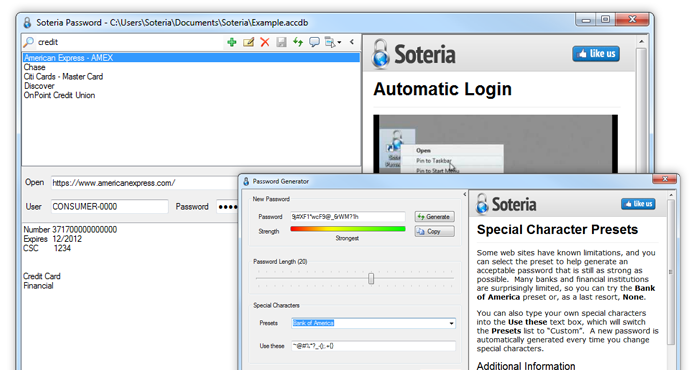 Soteria Password - C:\Users\Soteria\Documents\Soteria\Example.accdb
credit
American Express - AMEX
Chase
Citi Cards - Master Card
Discover
OnPoint Credit Union
Open https://www.americanexpress.com/
User CONSUMER-0000 Password
Number 371700000000000
Expires 12/2012
CSC 1234
Credit Card
Financial
Soteria
like us
Automatic Login
Open
Pin to Taskbar
Pin to Start Menu
Password Generator
New Password
Password
Generate
Strength
Copy
Strongest
Password Length (20)
Special Characters
Presets Bank of America
Use these
Soteria
like us
Special Character Presets
Some web sites have known limitations, and you
can select the preset to help generate an
acceptable password that is still as strong as
possible. Many banks and financial institutions
are surprisingly limited, so you can try the Bank
of America preset or, as a last resort, None.
You can also type your own special characters
into the Use these text box, which will switch
the Presets list to "Custom". A new password is
automatically generated every time you change
special characters.
Additional Information